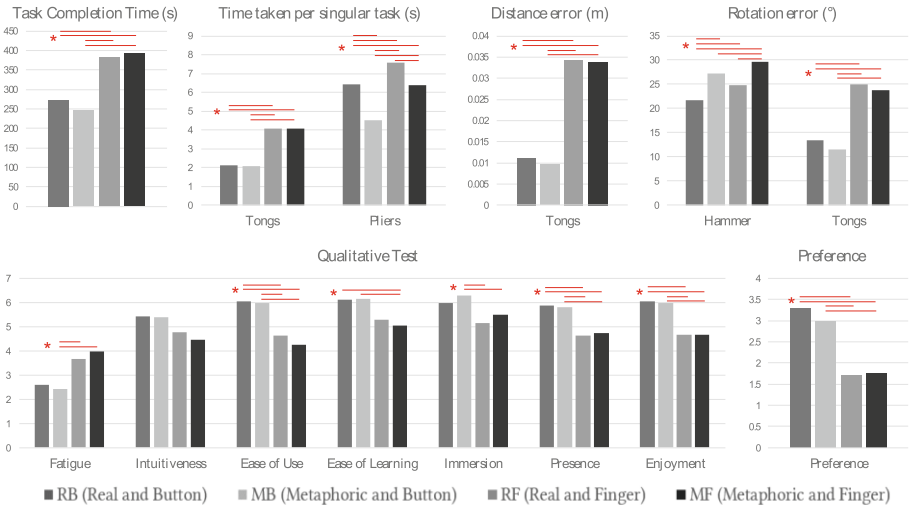 Task Completion Time (s)
Time taken per singular task (s)
Distance error (m)
Rotation error (°)
450
400
350
300
250
200
150
100
50
0
*
9
8
7
6
5
4
3
2
1
0
*
*
Tongs
Pliers
0.04
0.035
0.03
0.025
0.02
0.015
0.01
0.005
0
*
Tongs
35
30
25
20
15
10
5
0
*
*
Hammer
Tongs
Qualitative Test
Preference
7
6
5
4
3
2
1
0
*
*
*
*
*
*
Fatigue
Intuitiveness
Ease of Use
Ease of Learning
Immersion
Presence
Enjoyment
4
3.5
3
2.5
2
1.5
1
0.5
0
*
Preference
RB (Real and Button)
MB (Metaphoric and Button)
RF (Real and Finger)
MF (Metaphoric and Finger)